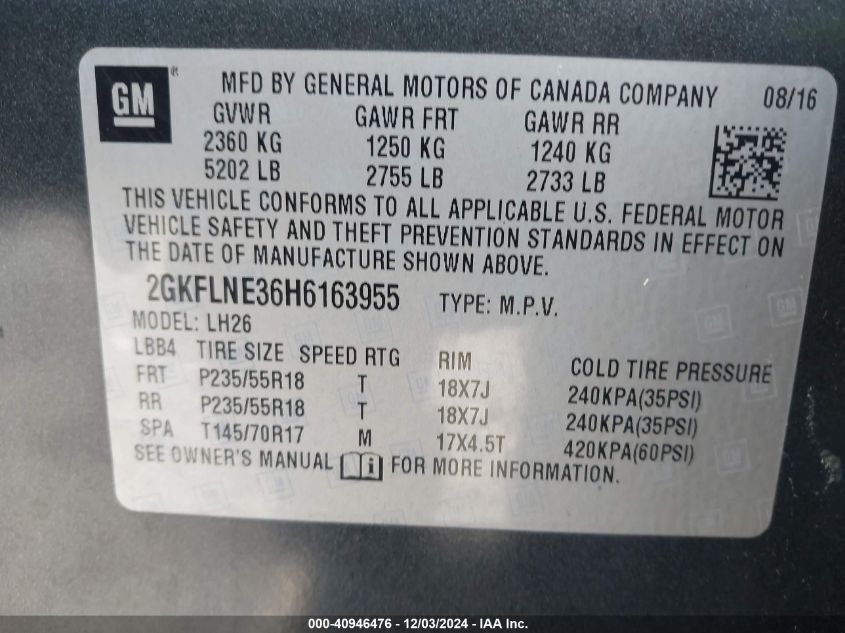 GM ®
MFD BY GENERAL MOTORS OF CANADA COMPANY 08/16
GVWR GAWR FRT GAWR RR
2360 KG 1250 KG 1240 KG
5202 LB 2755 LB 2733 LB
THIS VEHICLE CONFORMS TO ALL APPLICABLE U.S. FEDERAL MOTOR
VEHICLE SAFETY AND THEFT PREVENTION STANDARDS IN EFFECT ON
THE DATE OF MANUFACTURE SHOWN ABOVE.
2GKFLNE36H6163955 TYPE: M.P.V.
MODEL: LH26
LBB4 TIRE SIZE SPEED RTG RIM COLD TIRE PRESSURE
FRT P235/55R18 T 18X7J 240KPA(35PSI)
RR P235/55R18 T 18X7J 240KPA(35PSI)
SPA T145/70R17 M 17X4.5T 420KPA(60PSI)
SEE OWNER'S MANUAL FOR MORE INFORMATION.
000-40946476 - 12/03/2024 - IAA Inc.